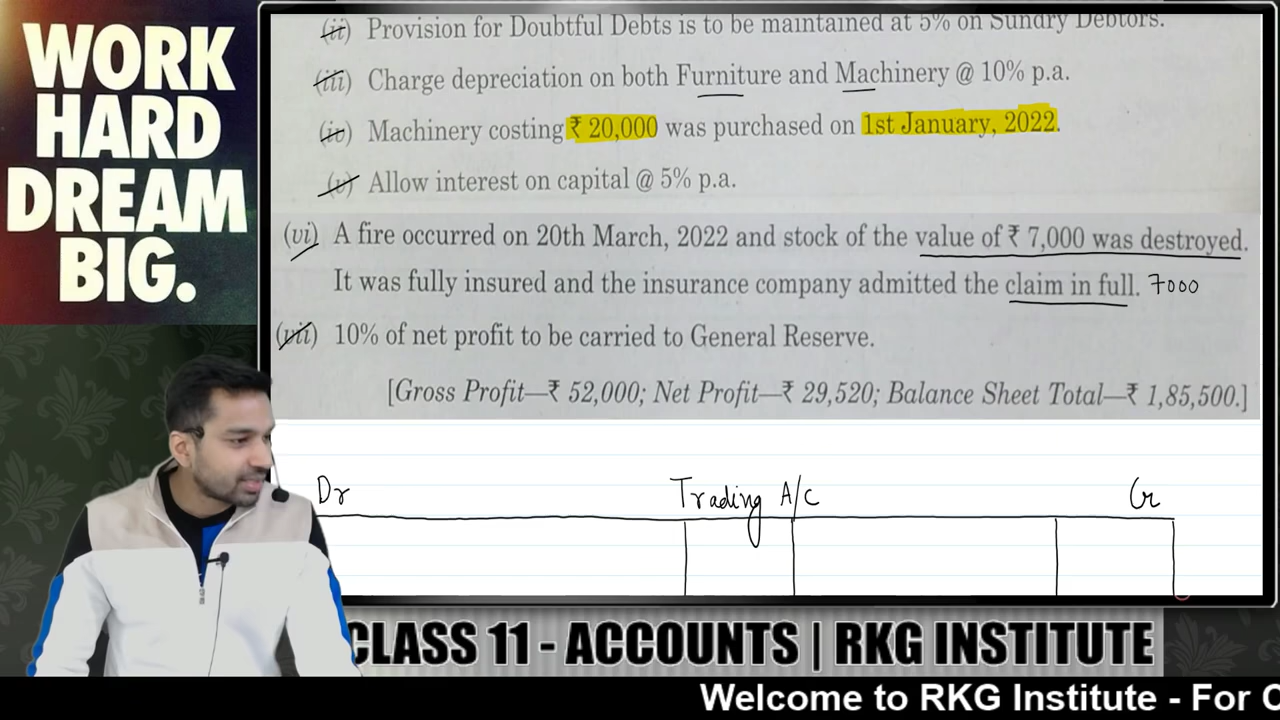 WORK
HARD
DREAM
BIG.
(ii) Provision for Doubtful Debts is to be maintained at 5% on Sundry Debtors.
(iii) Charge depreciation on both Furniture and Machinery @ 10% p.a.
(iv) Machinery costing ₹ 20,000 was purchased on 1st January, 2022.
(v) Allow interest on capital @ 5% p.a.
(vi) A fire occurred on 20th March, 2022 and stock of the value of ₹ 7,000 was destroyed.
It was fully insured and the insurance company admitted the claim in full. 7000
(vii) 10% of net profit to be carried to General Reserve.
[Gross Profit—₹ 52,000; Net Profit—₹ 29,520; Balance Sheet Total—₹ 1,85,500.]
Dr Trading A/C Cr
CLASS 11 - ACCOUNTS | RKG INSTITUTE
Welcome to RKG Institute - For C